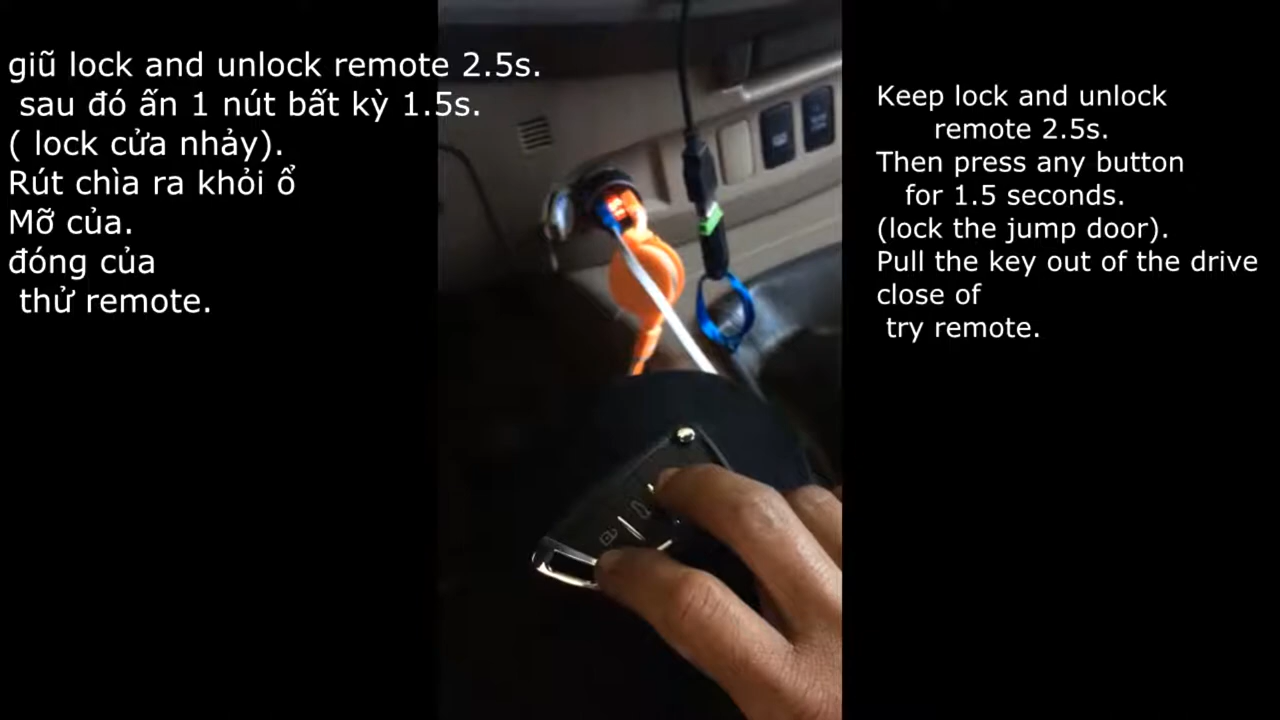 giũ lock and unlock remote 2.5s.
sau đó ấn 1 nút bất kỳ 1.5s.
( lock cửa nhảy).
Rút chìa ra khỏi ổ
Mỡ của.
đóng của
thử remote.
Keep lock and unlock
remote 2.5s.
Then press any button
for 1.5 seconds.
(lock the jump door).
Pull the key out of the drive
close of
try remote.